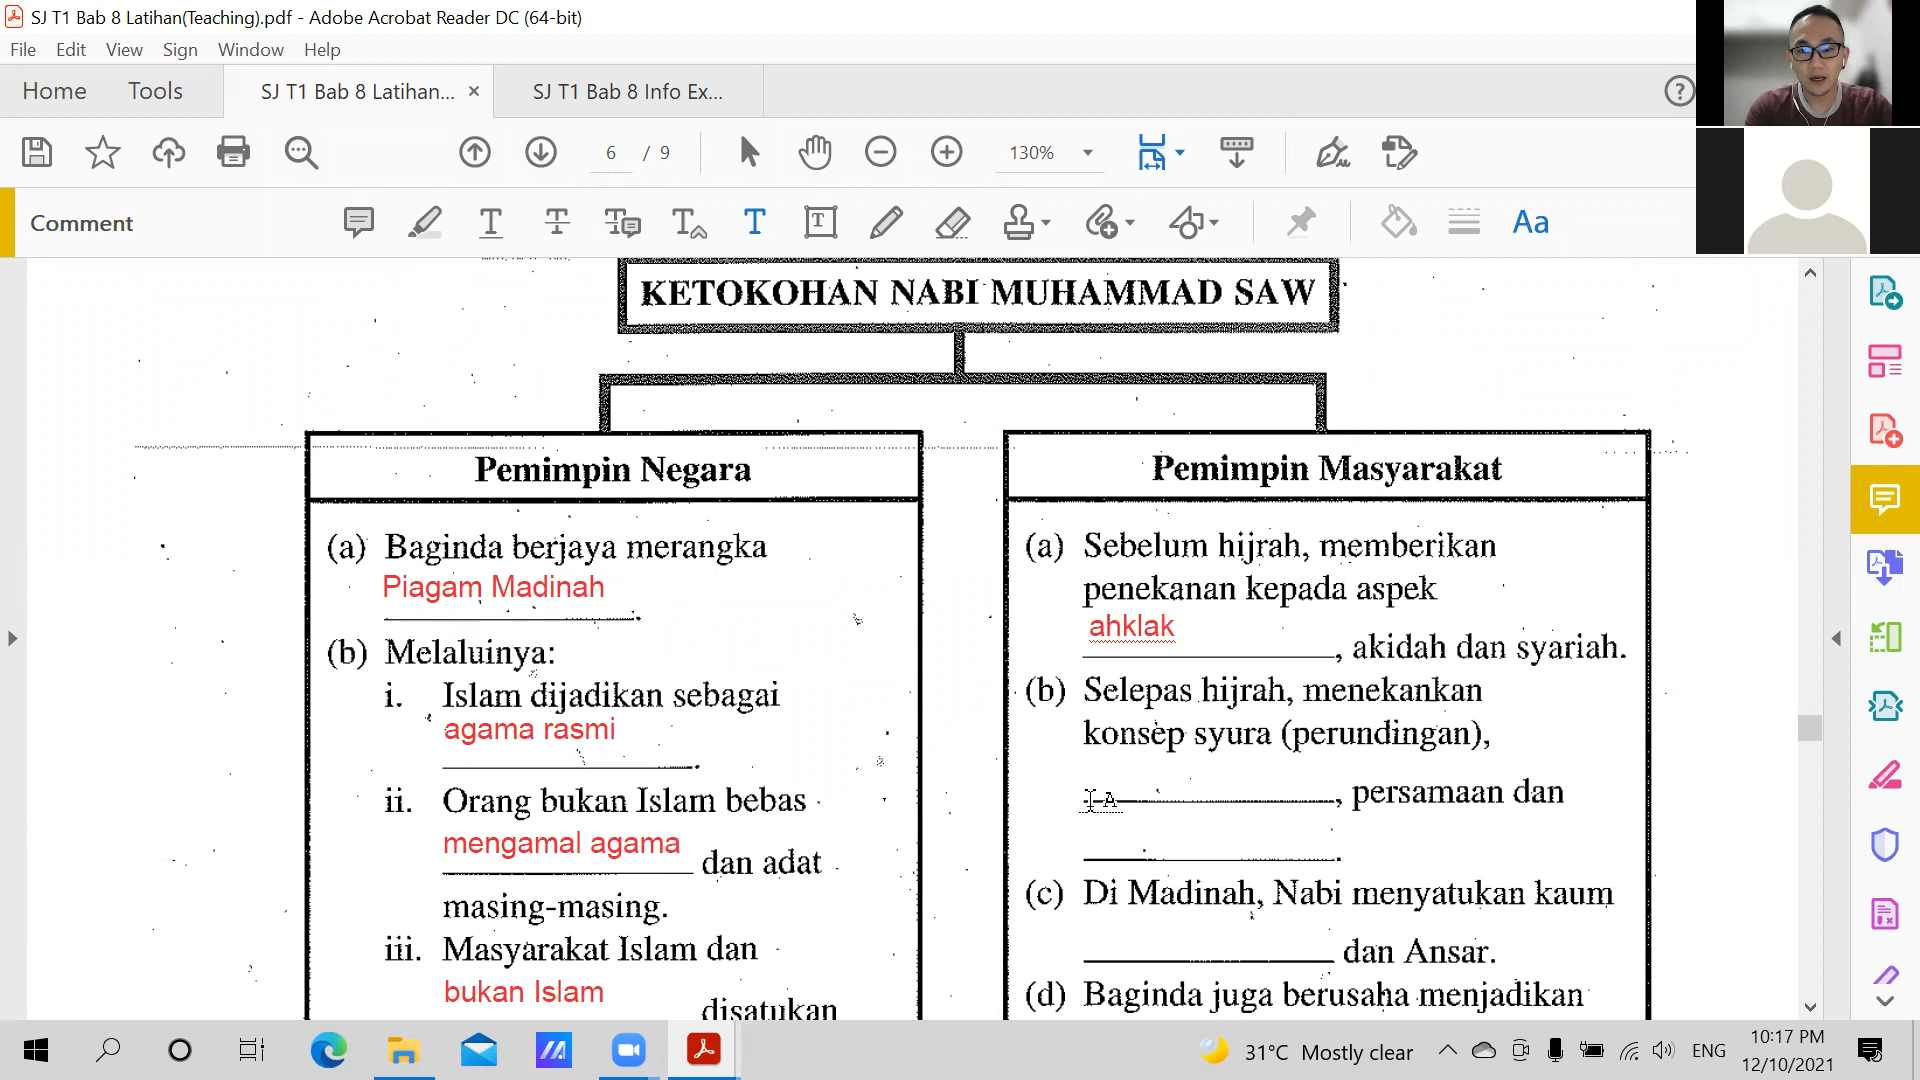 SJ T1 Bab 8 Latihan(Teaching).pdf - Adobe Acrobat Reader DC (64-bit)
File Edit View Sign Window Help
Home Tools SJ T1 Bab 8 Latihan... × SJ T1 Bab 8 Info Ex...
6 / 9 130%
Comment
KETOKOHAN NABI MUHAMMAD SAW
Pemimpin Negara
(a) Baginda berjaya merangka
Piagam Madinah
.
(b) Melaluinya:
i. Islam dijadikan sebagai
agama rasmi
.
ii. Orang bukan Islam bebas
mengamal agama
dan adat
masing-masing.
iii. Masyarakat Islam dan
bukan Islam
disatukan
Pemimpin Masyarakat
(a) Sebelum hijrah, memberikan
penekanan kepada aspek
ahklak
, akidah dan syariah.
(b) Selepas hijrah, menekankan
konsep syura (perundingan),
, persamaan dan
.
(c) Di Madinah, Nabi menyatukan kaum
dan Ansar.
(d) Baginda juga berusaha menjadikan
31°C Mostly clear ENG 10:17 PM
12/10/2021